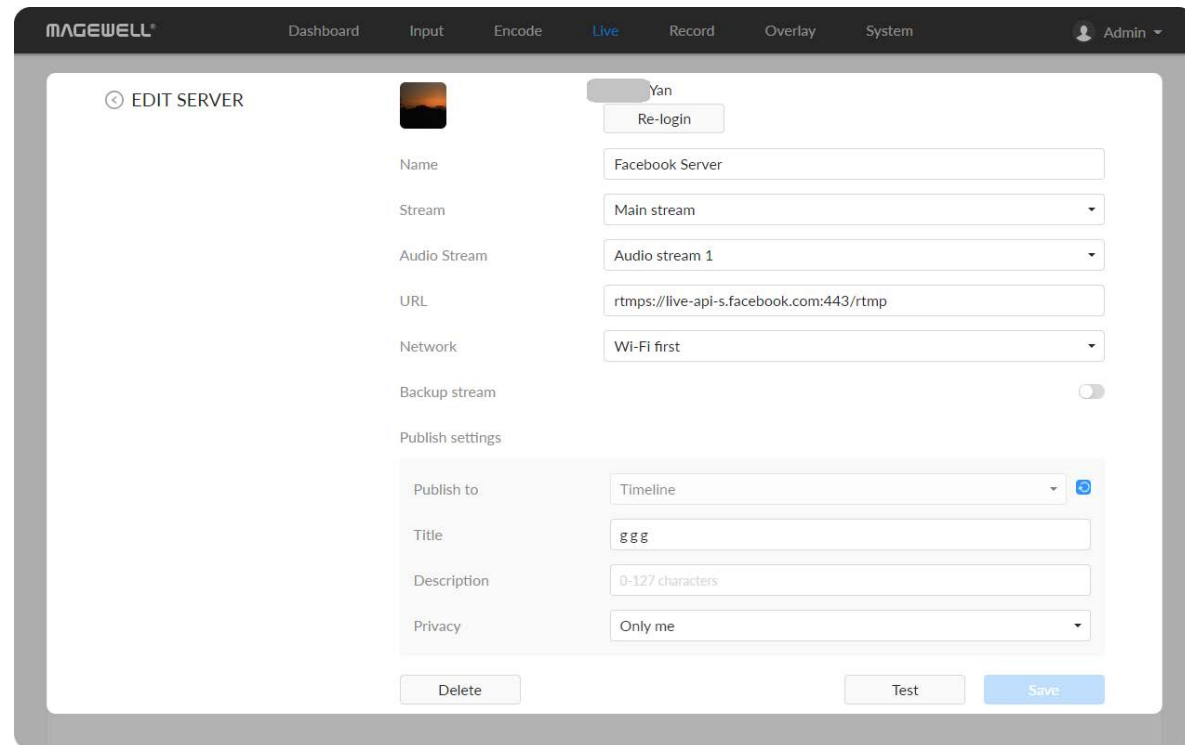 MAGEWELL®
Dashboard Input Encode Live Record Overlay System Admin
EDIT SERVER
Yan
Re-login
Name Facebook Server
Stream Main stream
Audio Stream Audio stream 1
URL rtmps://live-api-s.facebook.com:443/rtmp
Network Wi-Fi first
Backup stream
Publish settings
Publish to Timeline
Title ggg
Description 0-127 characters
Privacy Only me
Delete Test Save